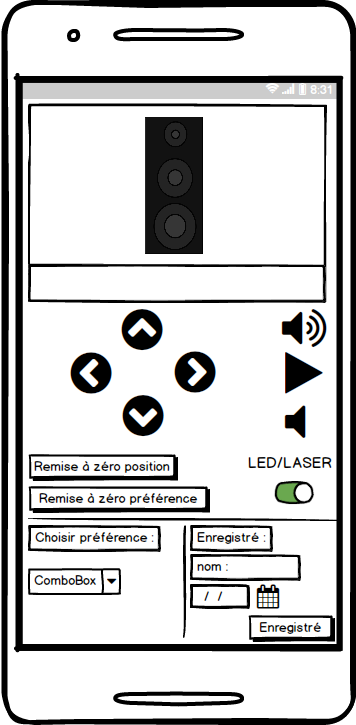 8:31
Remise à zéro position
LED/LASER
Remise à zéro préférence
Choisir préférence :
Enregistré :
nom :
ComboBox
/ /
Enregistré